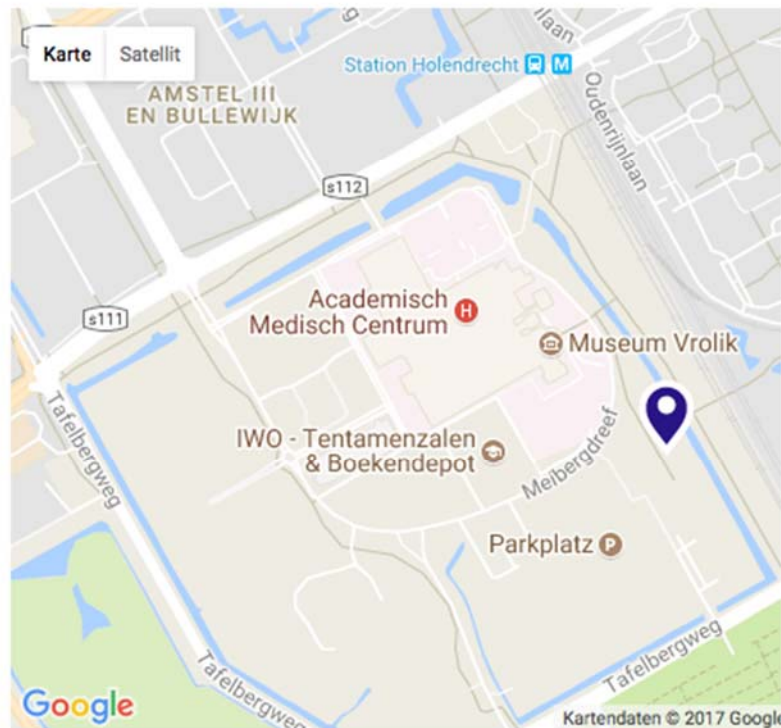 Karte
Satellit
Station Holendrecht
M
laan
Oudenrijnlaan
AMSTEL III
EN BULLEWIJK
s112
s111
H
Academisch
Medisch Centrum
Museum Vrolik
IWO - Tentamenzalen
& Boekendepot
Meibergdreef
Parkplatz P
Tafelbergweg
Tafelbergweg
Tafelbergweg
Google
Kartendaten © 2017 Google